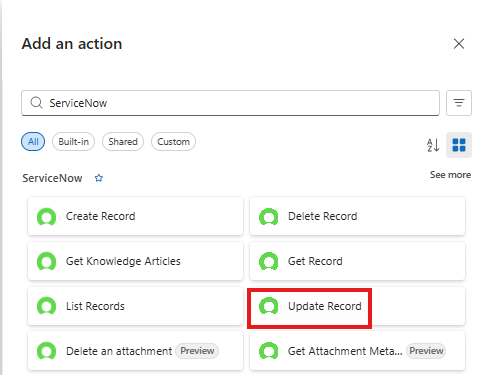 Add an action
ServiceNow
All Built-in Shared Custom
A Z
ServiceNow See more
Create Record Delete Record
Get Knowledge Articles Get Record
List Records Update Record
Delete an attachment Preview Get Attachment Meta... Preview